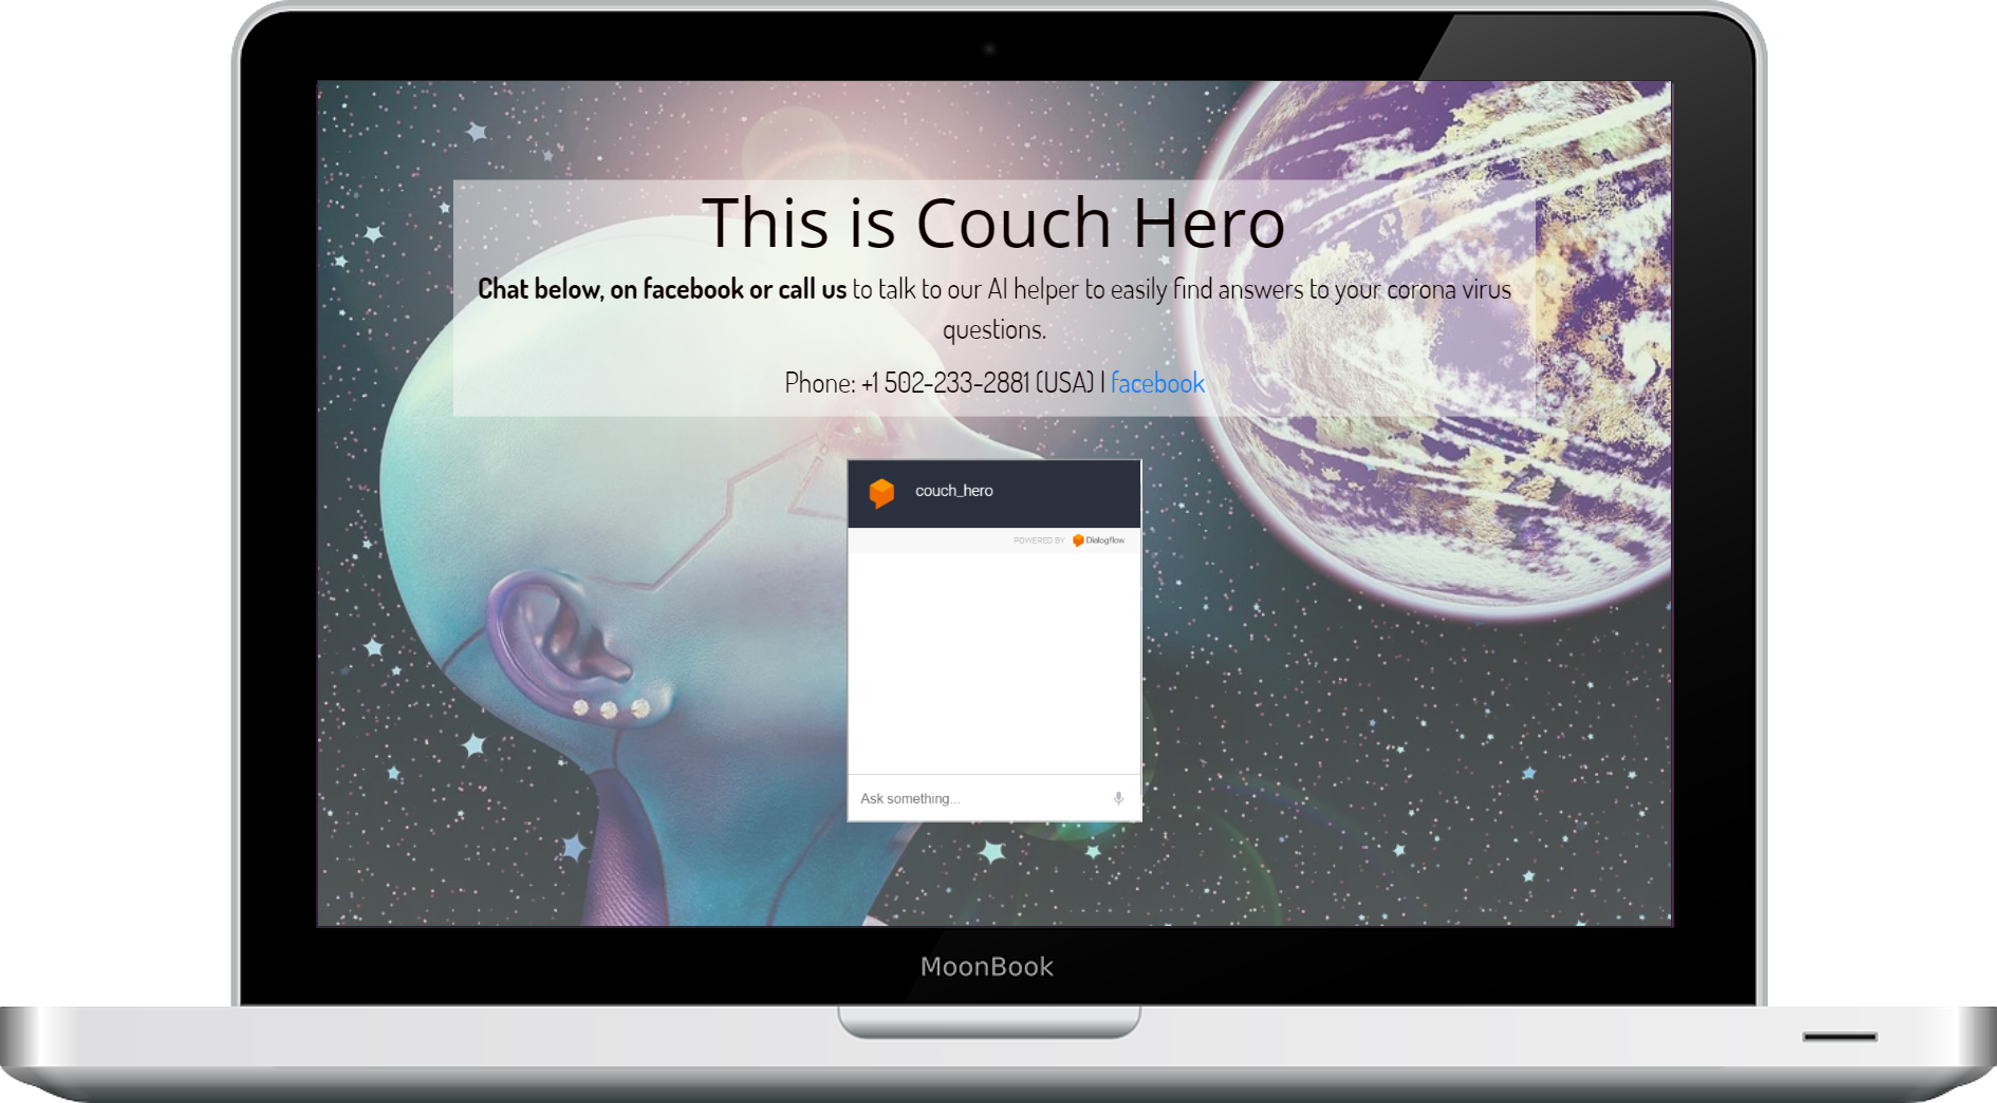 This is Couch Hero
Chat below, on facebook or call us to talk to our AI helper to easily find answers to your corona virus
questions.
Phone: +1 502-233-2881 (USA) | facebook
couch_hero
POWERED BY Dialogflow
Ask something...
MoonBook